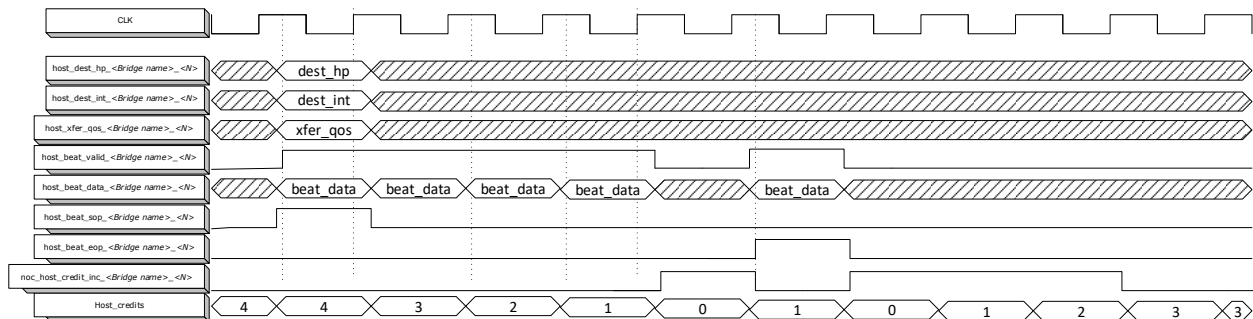 CLK
host_dest_hp_<Bridge name>_<N> dest_hp
host_dest_int_<Bridge name>_<N> dest_int
host_xfer_qos_<Bridge name>_<N> xfer_qos
host_beat_valid_<Bridge name>_<N>
host_beat_data_<Bridge name>_<N> beat_data beat_data beat_data beat_data beat_data
host_beat_sop_<Bridge name>_<N>
host_beat_eop_<Bridge name>_<N>
noc_host_credit_inc_<Bridge name>_<N>
Host_credits 4 4 3 2 1 0 1 0 1 2 3 3